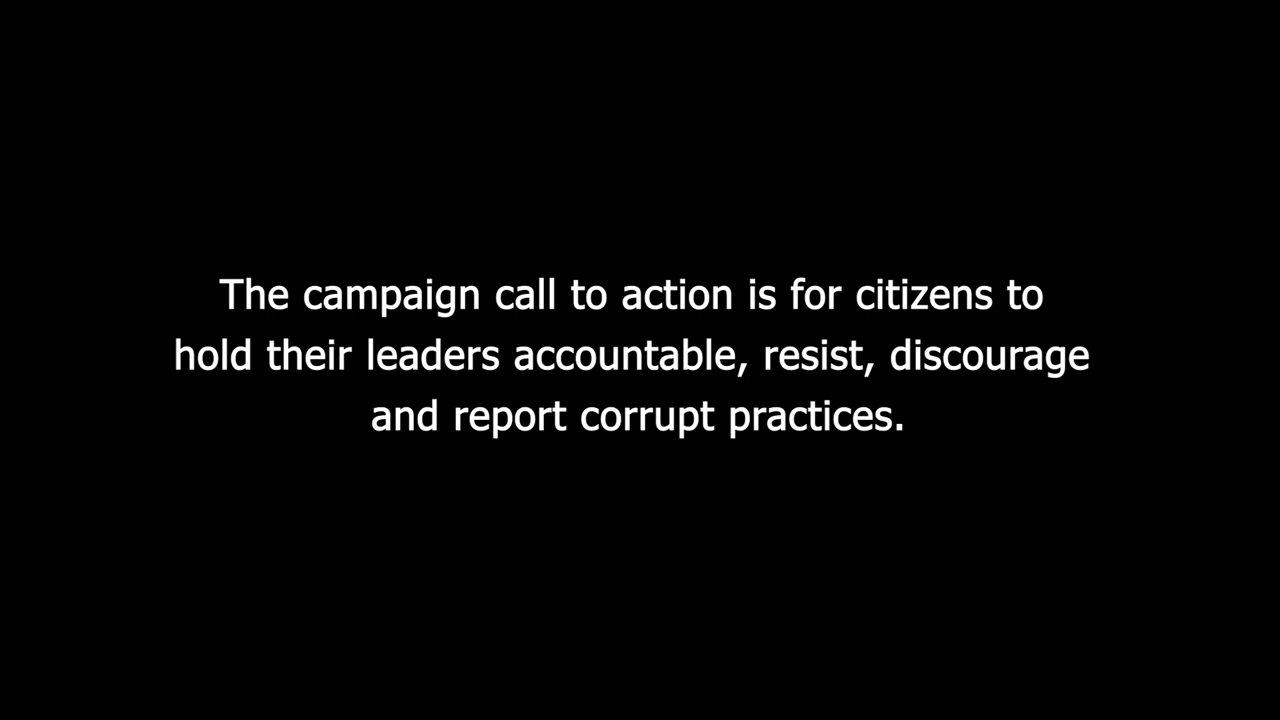 The campaign call to action is for citizens to
hold their leaders accountable, resist, discourage
and report corrupt practices.